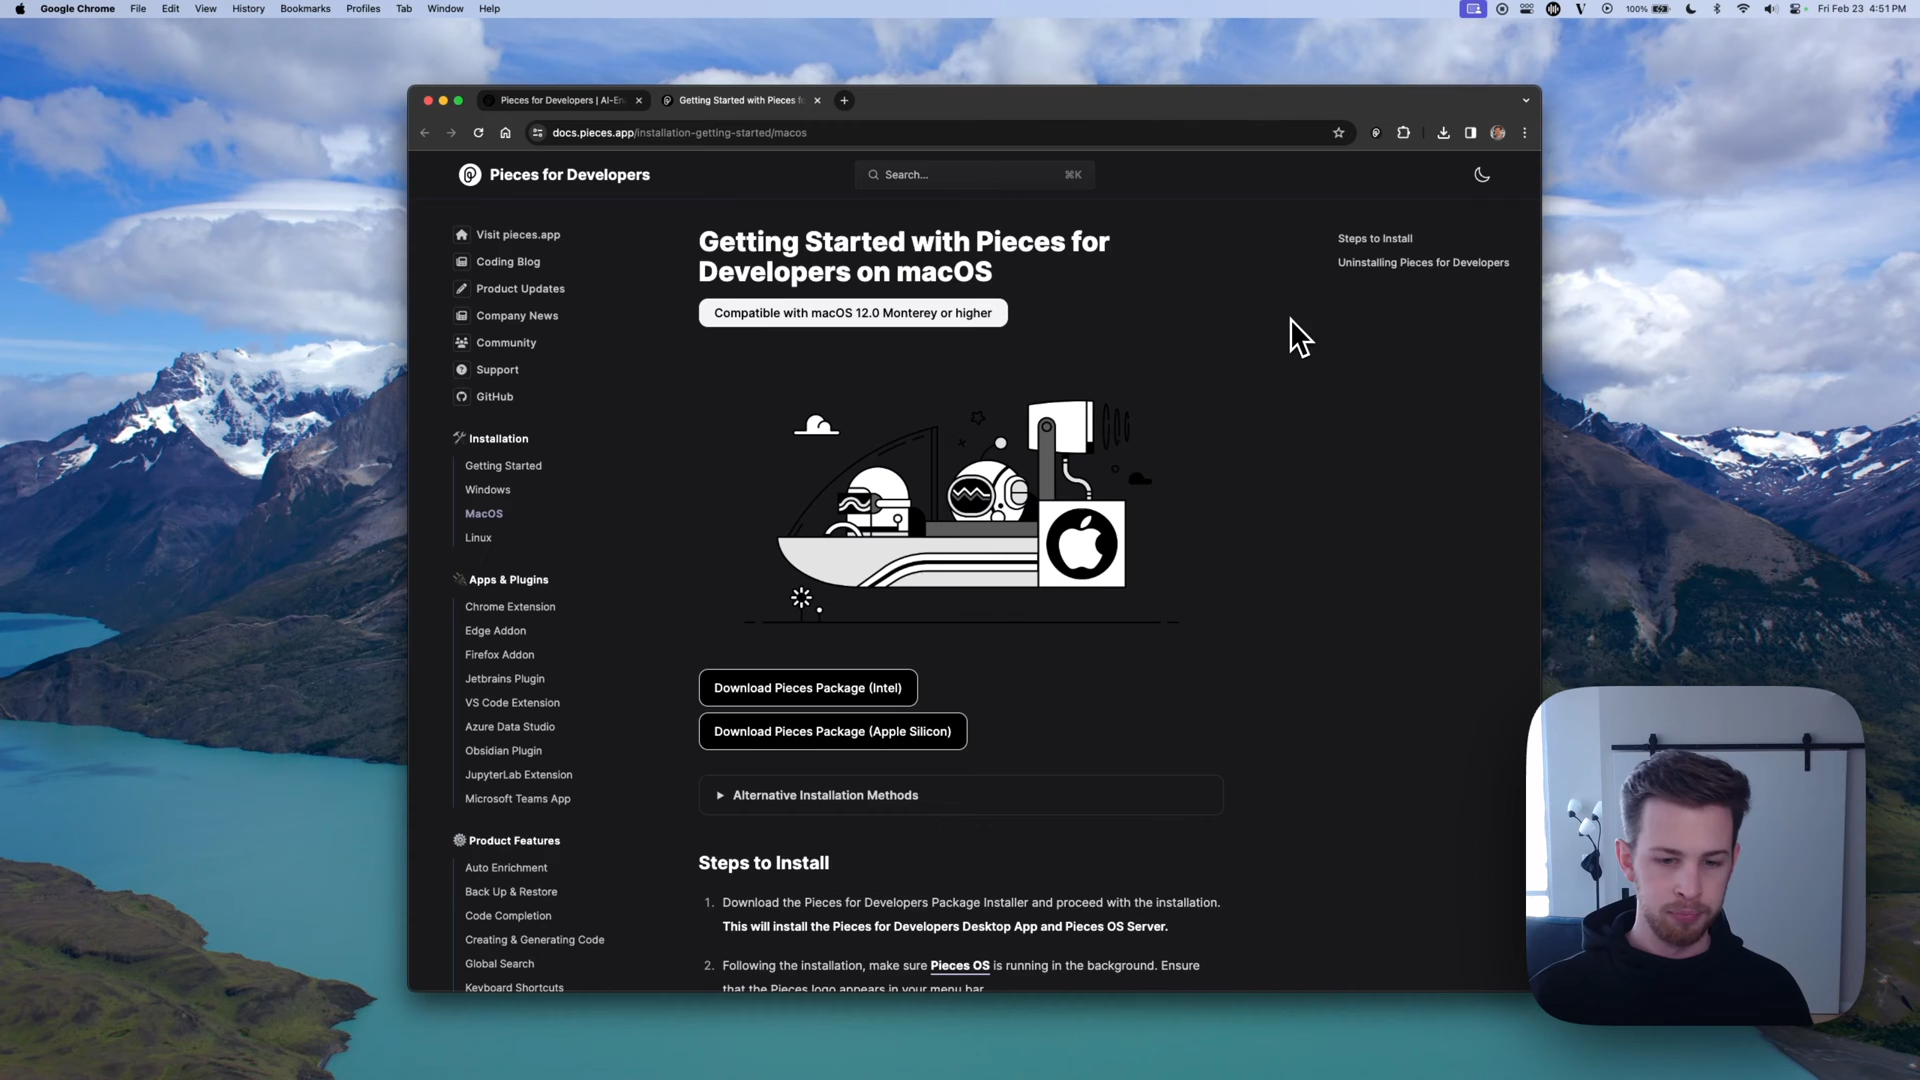 Google Chrome File Edit View History Bookmarks Profiles Tab Window Help
V 100% Fri Feb 23 4:51 PM
Pieces for Developers | AI-En
Getting Started with Pieces f
docs.pieces.app/installation-getting-started/macos
Pieces for Developers
Search...
⌘K
Visit pieces.app
Coding Blog
Product Updates
Company News
Community
Support
GitHub
Installation
Getting Started
Windows
MacOS
Linux
Apps & Plugins
Chrome Extension
Edge Addon
Firefox Addon
Jetbrains Plugin
VS Code Extension
Azure Data Studio
Obsidian Plugin
JupyterLab Extension
Microsoft Teams App
Product Features
Auto Enrichment
Back Up & Restore
Code Completion
Creating & Generating Code
Global Search
Keyboard Shortcuts
Getting Started with Pieces for
Developers on macOS
Compatible with macOS 12.0 Monterey or higher
Download Pieces Package (Intel)
Download Pieces Package (Apple Silicon)
Alternative Installation Methods
Steps to Install
1. Download the Pieces for Developers Package Installer and proceed with the installation.
This will install the Pieces for Developers Desktop App and Pieces OS Server.
2. Following the installation, make sure Pieces OS is running in the background. Ensure
that the Pieces logo appears in your menu bar.
Steps to Install
Uninstalling Pieces for Developers